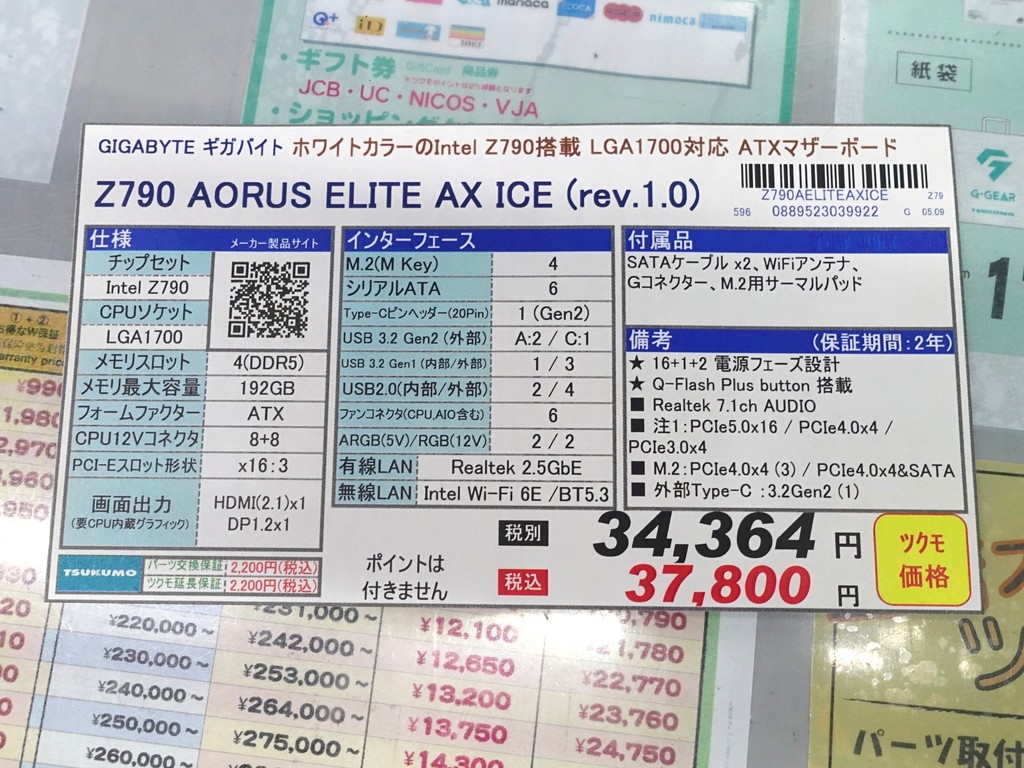 Q+
iD
manaca
nimoca
・ギフト券 GiftCard 商品券
JCB・UC・NICOS・VJA
・ショッピング
紙袋
G-GEAR
GIGABYTE ギガバイト ホワイトカラーのIntel Z790搭載 LGA1700対応 ATXマザーボード
Z790 AORUS ELITE AX ICE (rev.1.0)
Z790AELITEAXICE Z79
596 0889523039922 G 05.09
仕様 メーカー製品サイト
チップセット
Intel Z790
CPUソケット
LGA1700
メモリスロット 4(DDR5)
メモリ最大容量 192GB
フォームファクター ATX
CPU12Vコネクタ 8+8
PCI-Eスロット形状 x16:3
画面出力 HDMI(2.1)x1
(要CPU内蔵グラフィック) DP1.2x1
インターフェース
M.2(M Key) 4
シリアルATA 6
Type-Cピンヘッダー(20Pin) 1 (Gen2)
USB 3.2 Gen2 (外部) A:2 / C:1
USB 3.2 Gen1 (内部/外部) 1 / 3
USB2.0(内部/外部) 2 / 4
ファンコネクタ(CPU,AIO含む) 6
ARGB(5V)/RGB(12V) 2 / 2
有線LAN Realtek 2.5GbE
無線LAN Intel Wi-Fi 6E /BT5.3
付属品
SATAケーブル x2、WiFiアンテナ、
Gコネクター、M.2用サーマルパッド
備考 (保証期間:2年)
★ 16+1+2 電源フェーズ設計
★ Q-Flash Plus button 搭載
■ Realtek 7.1ch AUDIO
■ 注1:PCIe5.0x16 / PCIe4.0x4 /
PCIe3.0x4
■ M.2:PCIe4.0x4 (3) / PCIe4.0x4&SATA
■ 外部Type-C :3.2Gen2 (1)
TSUKUMO
パーツ交換保証 2,200円(税込)
ツクモ延長保証 2,200円(税込)
ポイントは
付きません
税別 34,364 円
税込 37,800 円
ツクモ
価格
¥220,000～ ¥231,000～
¥230,000～ ¥242,000～ ¥12,100
¥240,000～ ¥253,000～ ¥12,650 ¥22,770
¥250,000～ ¥264,000～ ¥13,200 ¥23,760
¥260,000～ ¥275,000～ ¥13,750 ¥24,750
¥14,300
パーツ取付